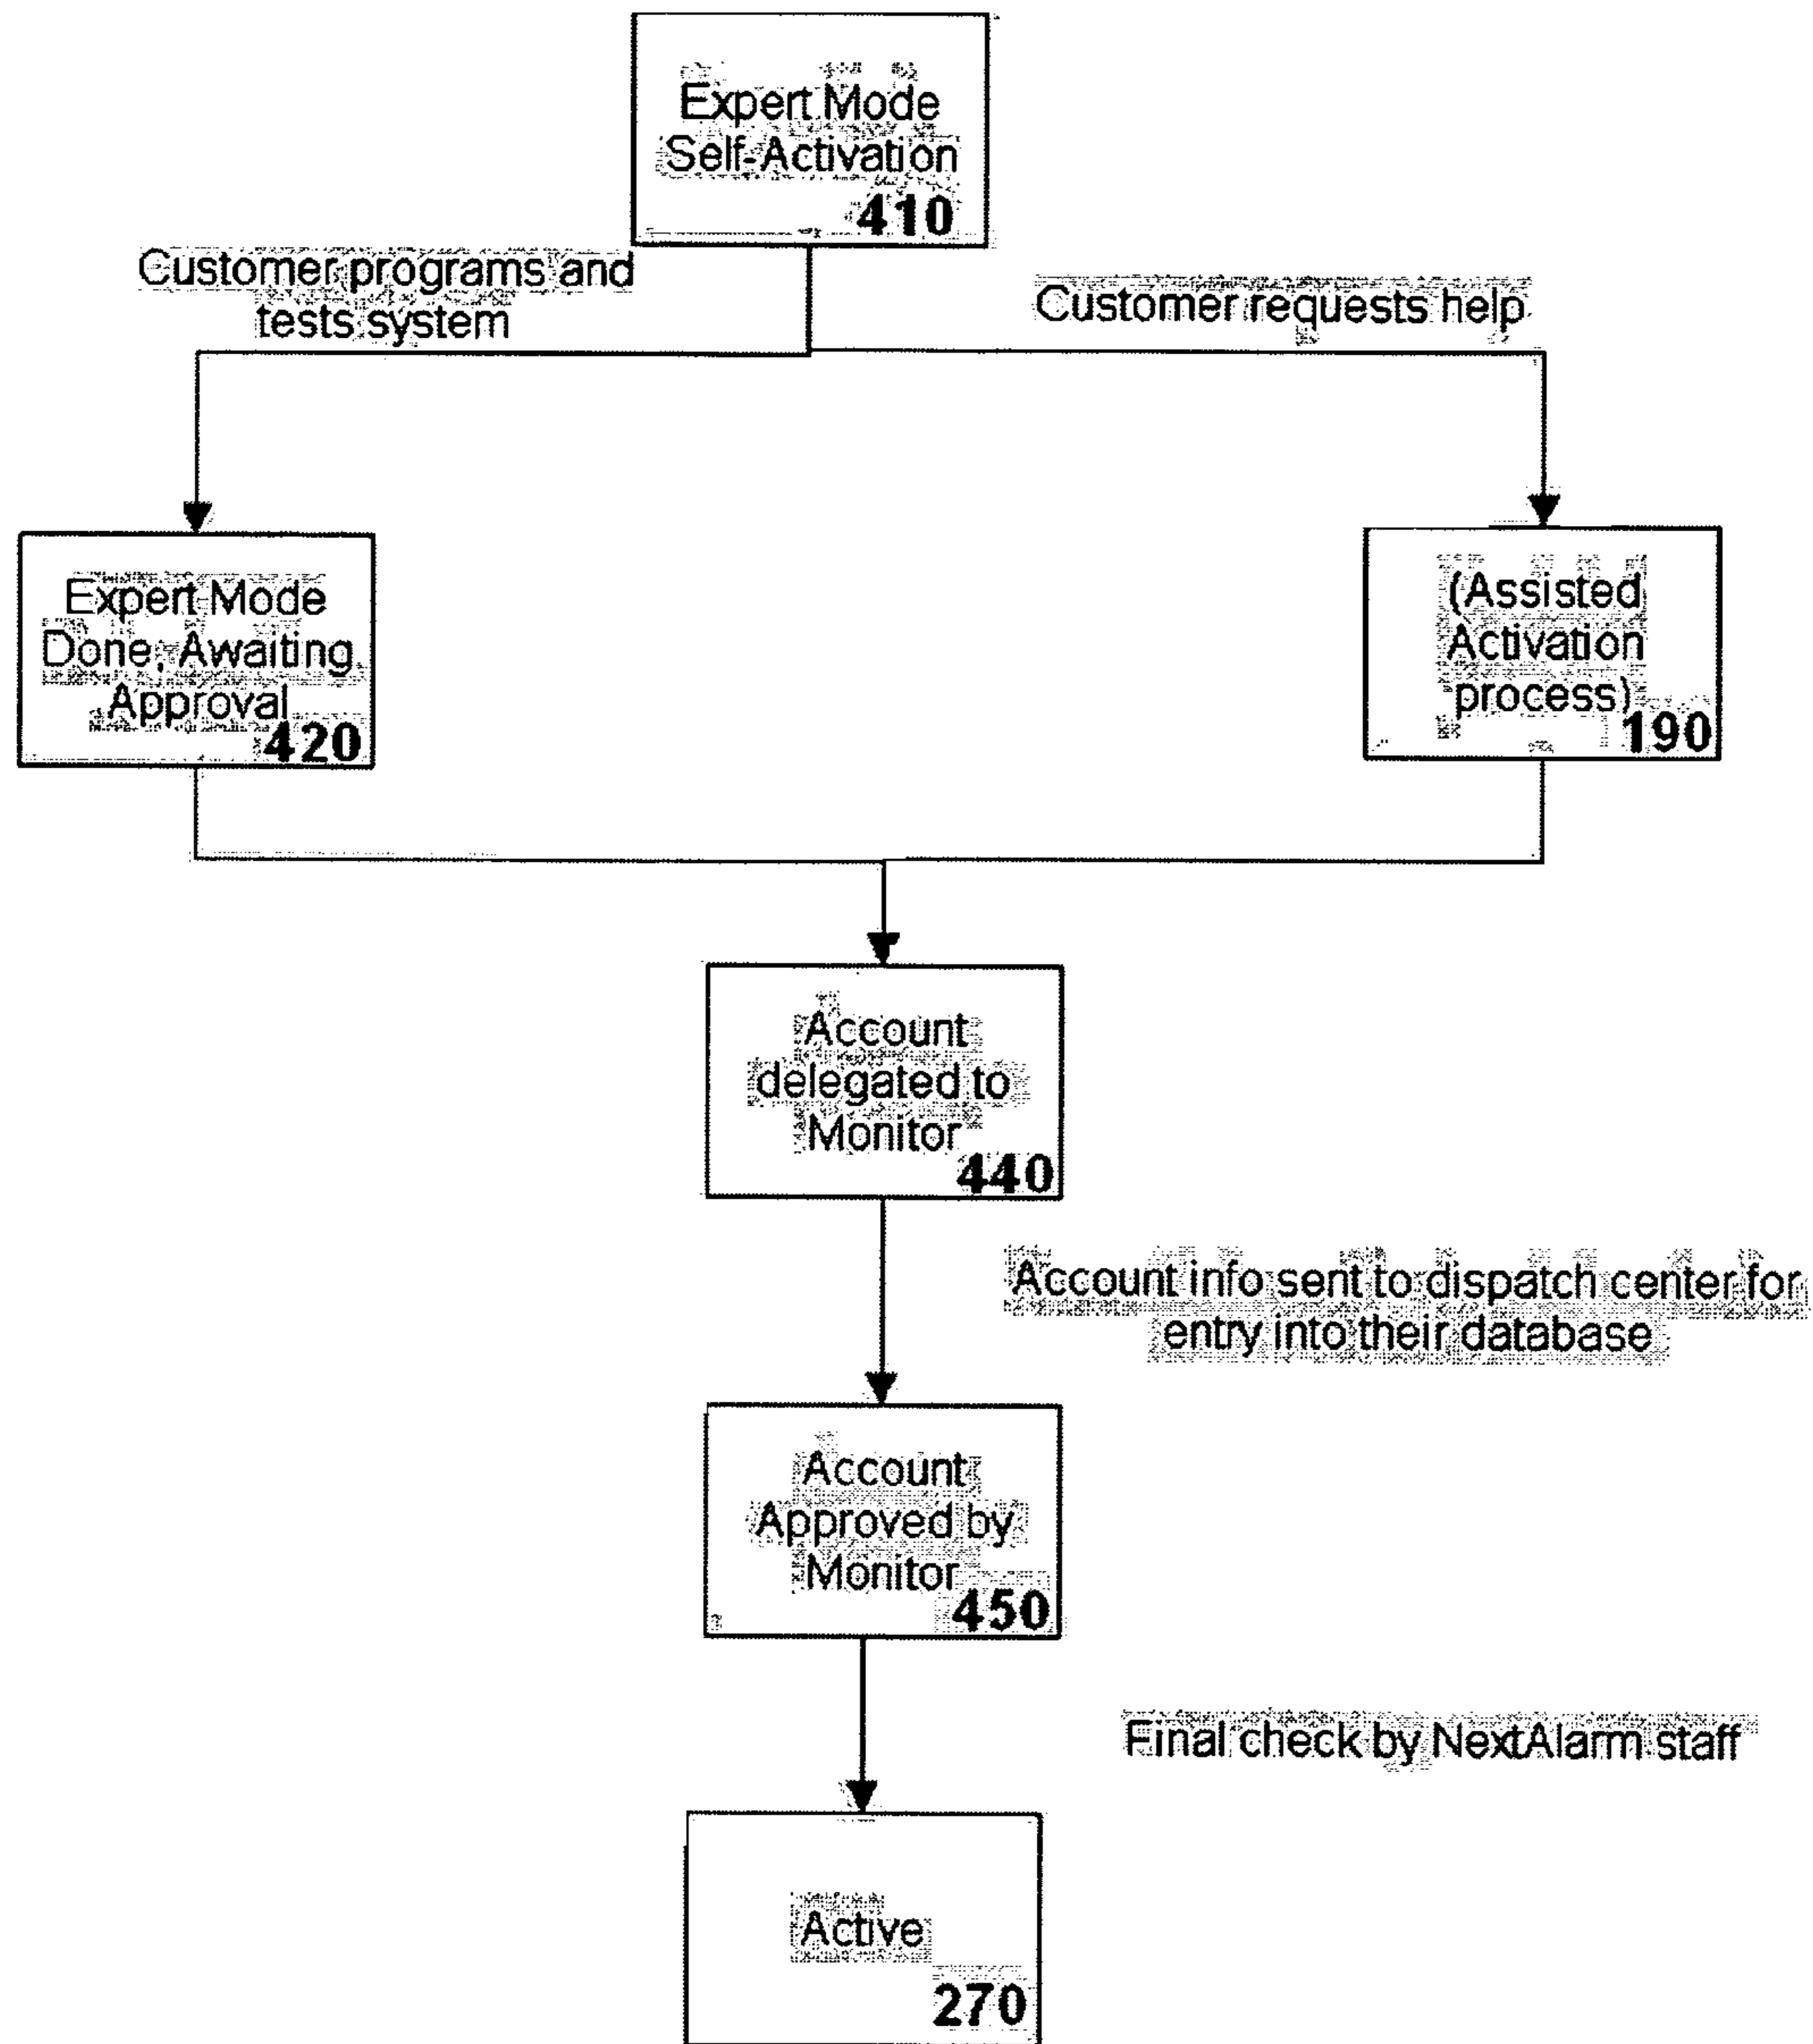 Expert Mode
Self-Activation
410
Customer programs and
tests system
Customer requests help
Expert Mode
Done, Awaiting
Approval
420
(Assisted
Activation
process)
190
Account
delegated to
Monitor
440
Account info sent to dispatch center for
entry into their database
Account
Approved by
Monitor
450
Final check by NextAlarm staff
Active
270